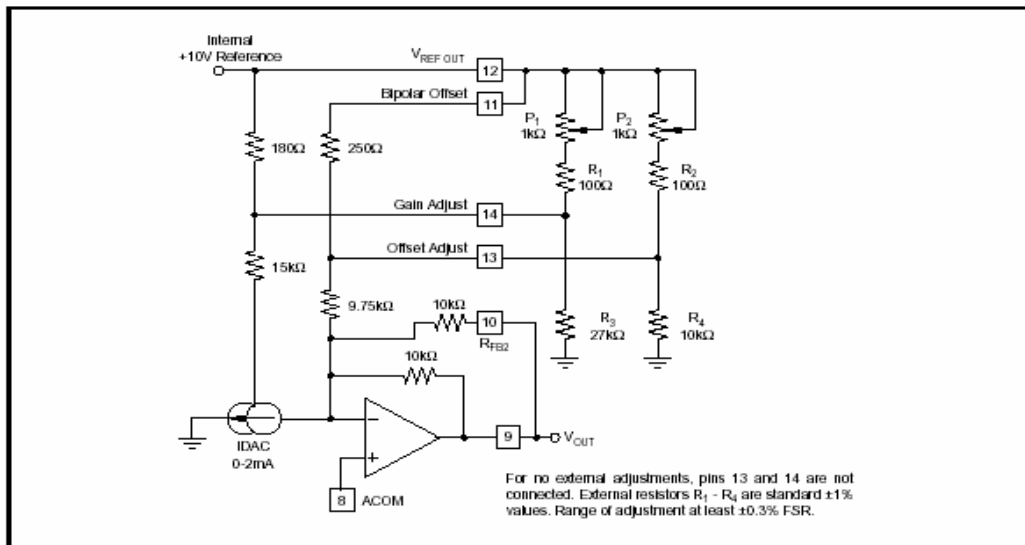 Internal
+10V Reference
V REF OUT
12
Bipolar Offset
11
P1
1kΩ
P2
1kΩ
180Ω
250Ω
R1
100Ω
R2
100Ω
Gain Adjust
14
Offset Adjust
13
15kΩ
9.75kΩ
10kΩ
10
RFB2
R3
27kΩ
R4
10kΩ
10kΩ
−
+
IDAC
0-2mA
9
VOUT
8
ACOM
For no external adjustments, pins 13 and 14 are not
connected. External resistors R1 - R4 are standard ±1%
values. Range of adjustment at least ±0.3% FSR.